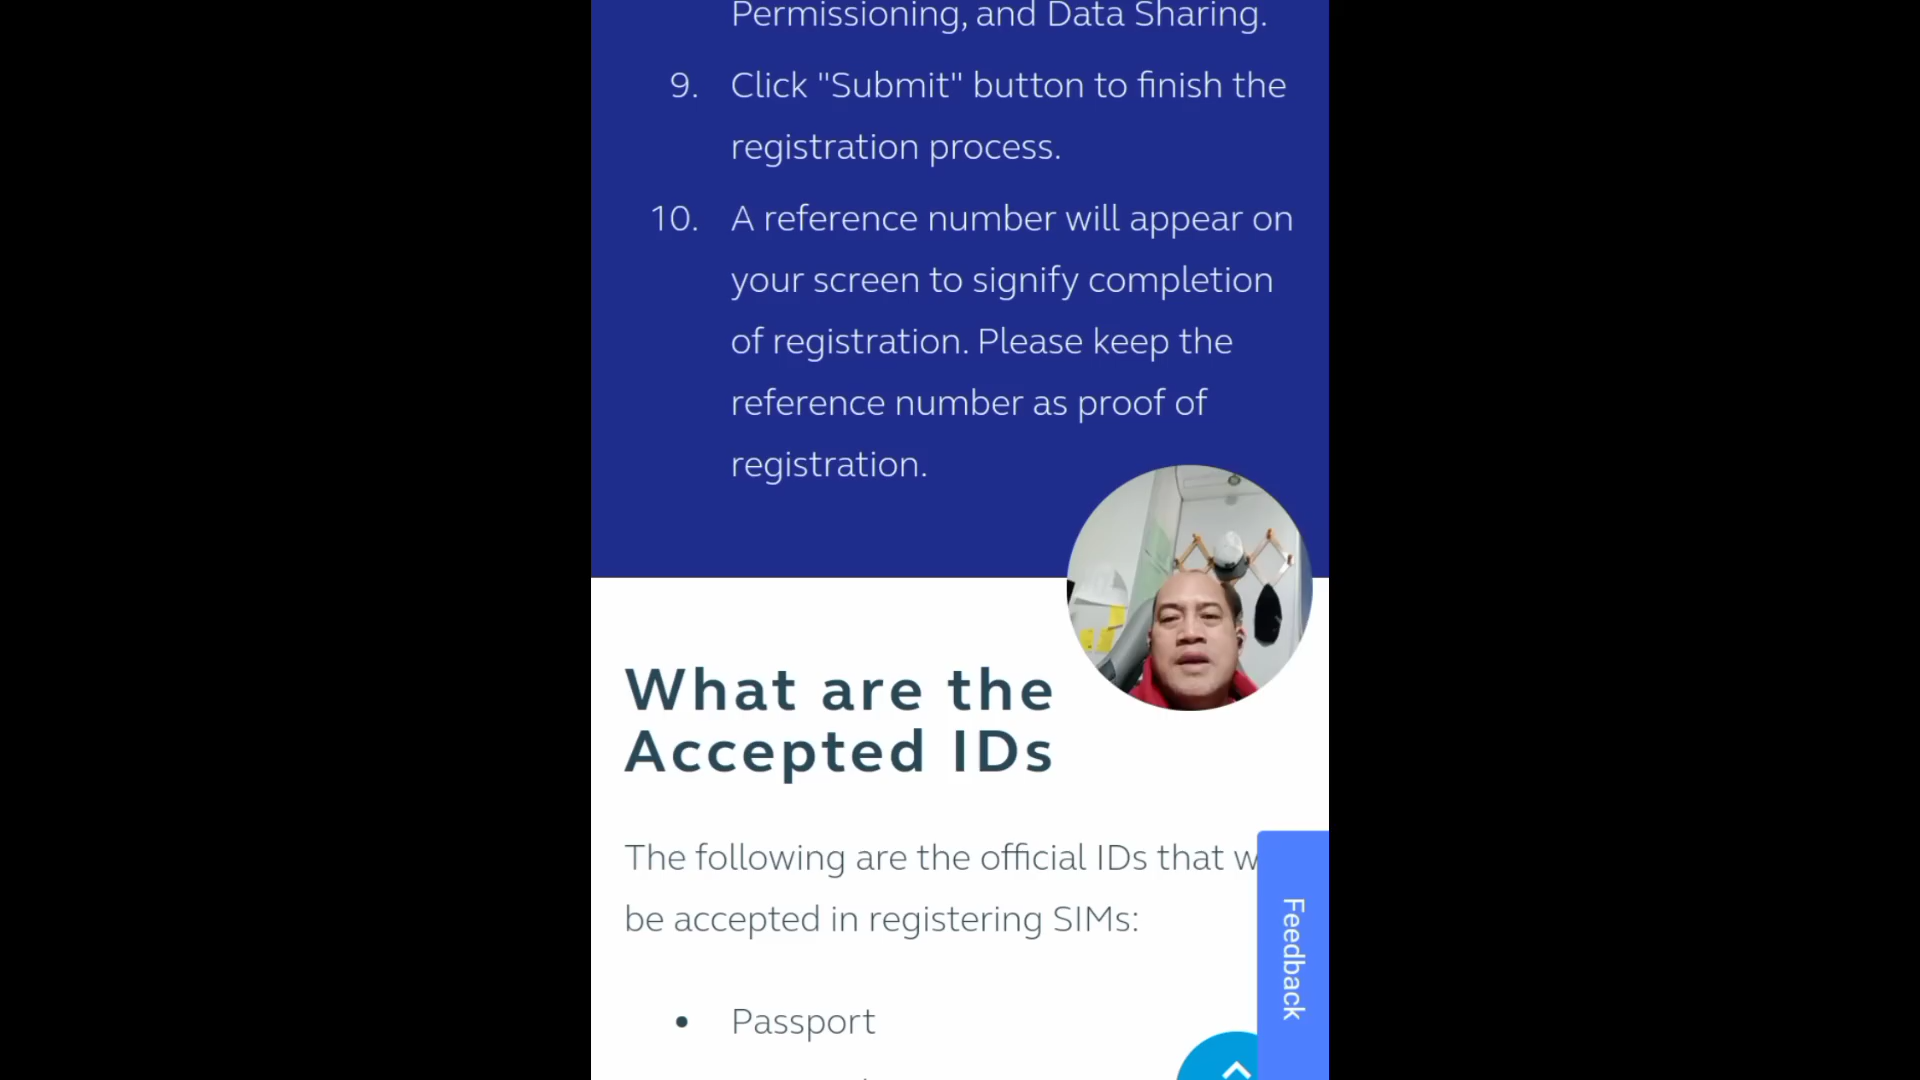 Permissioning, and Data Sharing.
9. Click "Submit" button to finish the
registration process.
10. A reference number will appear on
your screen to signify completion
of registration. Please keep the
reference number as proof of
registration.
What are the
Accepted IDs
The following are the official IDs that w
be accepted in registering SIMs:
• Passport
Feedback